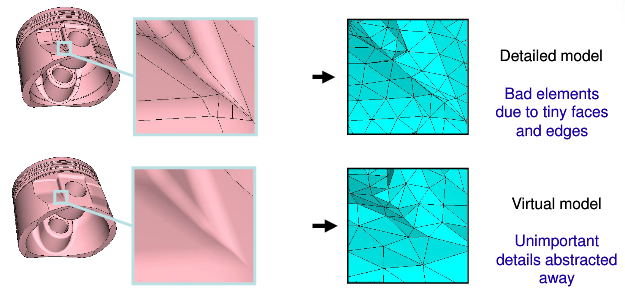 Detailed model
Bad elements
due to tiny faces
and edges
Virtual model
Unimportant
details abstracted
away